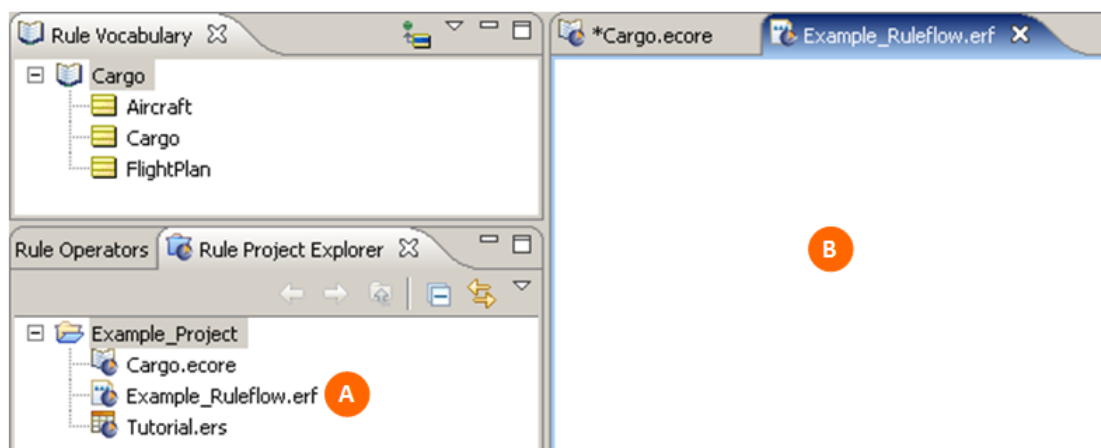 Rule Vocabulary
Cargo
Aircraft
Cargo
FlightPlan
Rule Operators Rule Project Explorer
Example_Project
Cargo.ecore
Example_Ruleflow.erf A
Tutorial.ers
*Cargo.ecore Example_Ruleflow.erf
B